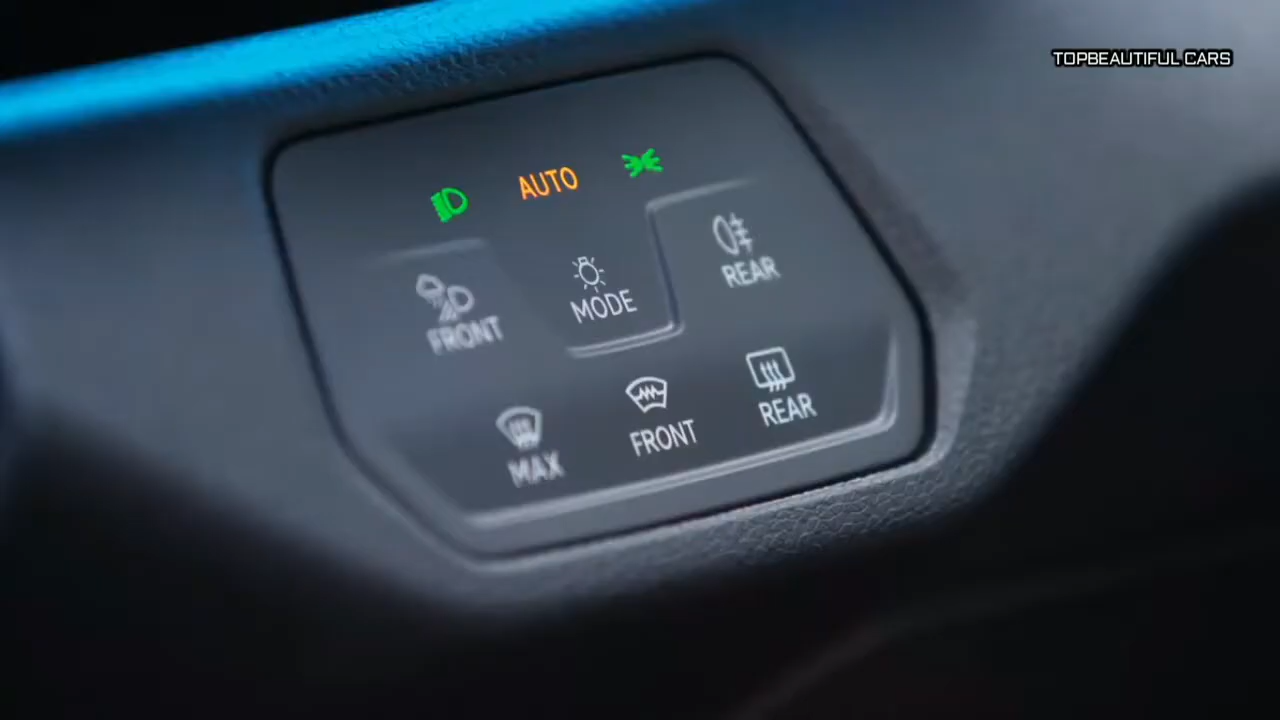 TOPBEAUTIFUL CARS
AUTO
REAR
MODE
FRONT
MAX
FRONT
REAR